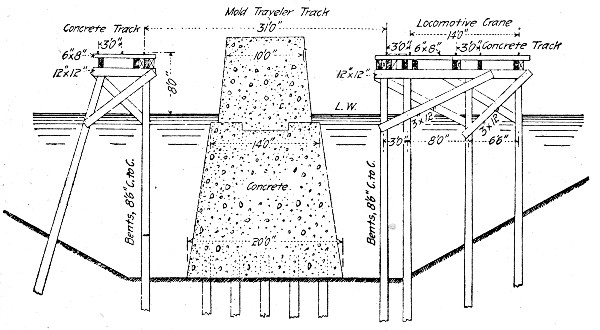 Mold Traveler Track
31'0"
Concrete Track
3'0"
6"x8"
12"x12"
8'0"
10'0"
Locomotive Crane
14'0"
3'0" 6"x8" 3'0" Concrete Track
12"x12"
L.W.
14'0"
3"x12"
3"x12"
3'0" 8'0" 6'6"
Concrete
Bents, 8'6" C. to C.
Bents, 8'6" C. to C.
20'0"